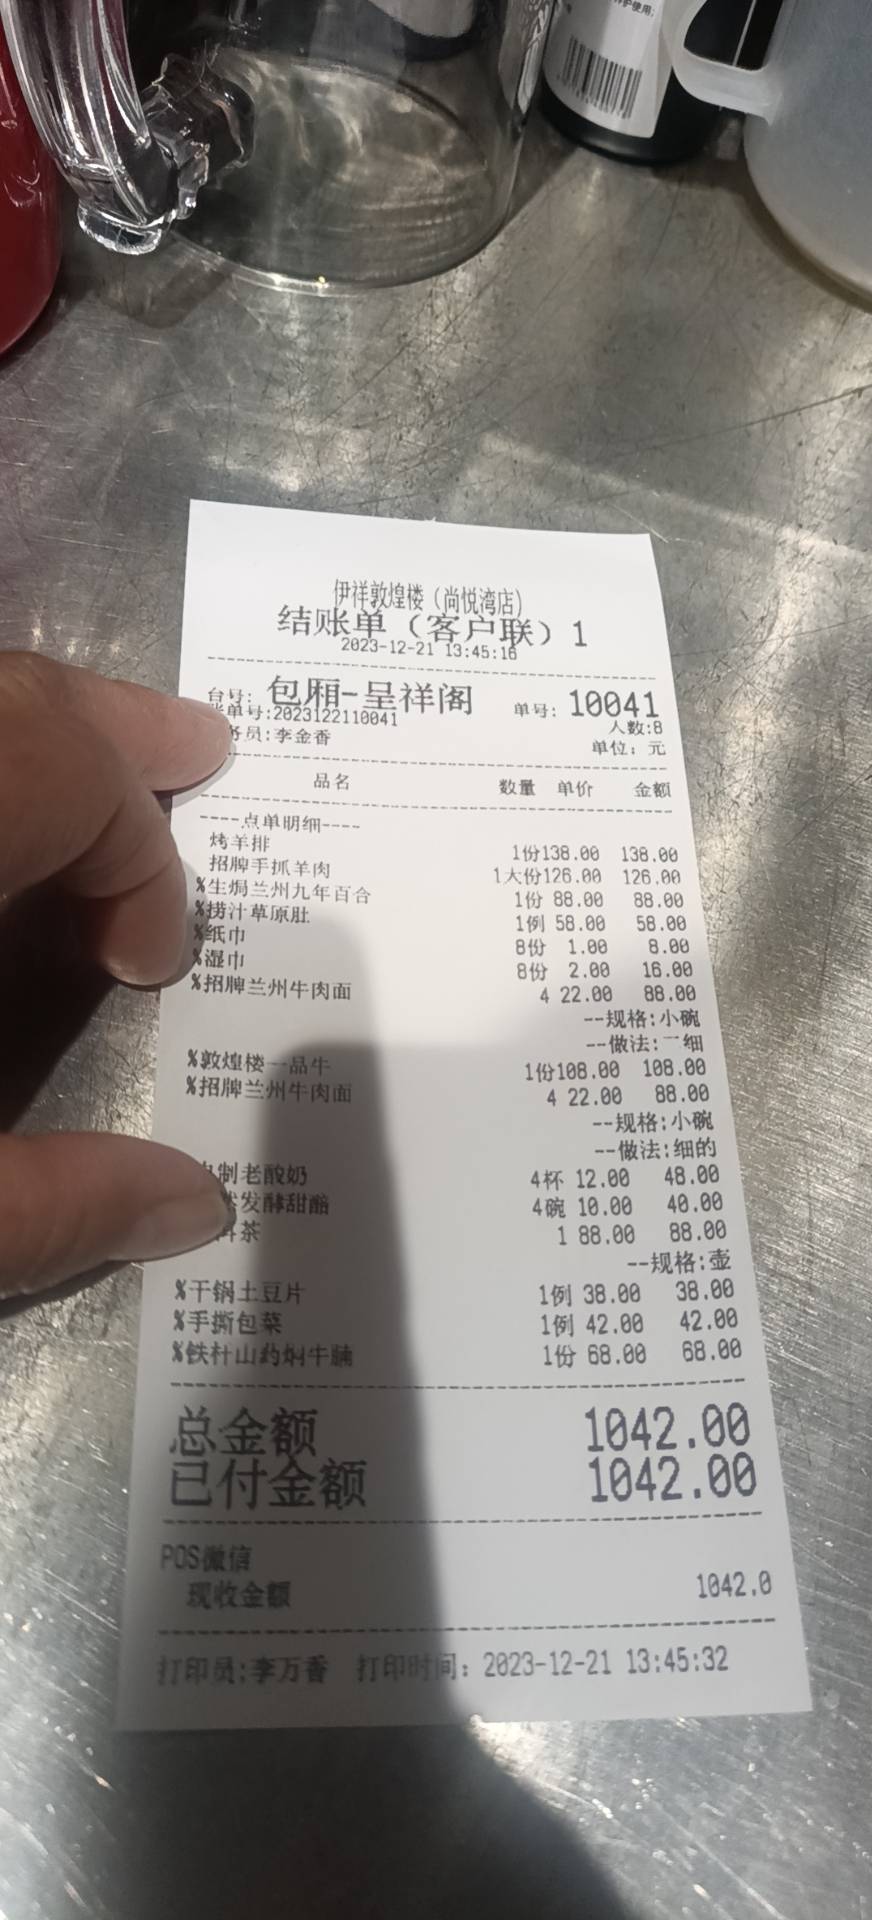 护使用:
伊祥敦煌楼（尚悦湾店）
结账单（客户联）1
2023-12-21 13:45:16
台号: 包厢-呈祥阁 单号: 10041
账单号:2023122110041 人数:8
务员:李金香 单位: 元
品名 数量 单价 金额
----点单明细----
烤羊排 1份138.00 138.00
招牌手抓羊肉 1大份126.00 126.00
%生焗兰州九年百合 1份 88.00 88.00
%捞汁草原肚 1例 58.00 58.00
%纸巾 8份 1.00 8.00
%湿巾 8份 2.00 16.00
%招牌兰州牛肉面 4 22.00 88.00
--规格:小碗
--做法:二细
%敦煌楼一品牛 1份108.00 108.00
%招牌兰州牛肉面 4 22.00 88.00
--规格:小碗
--做法:细的
制老酸奶 4杯 12.00 48.00
然发酵甜醅 4碗 10.00 40.00
茶 1 88.00 88.00
--规格:壶
%干锅土豆片 1例 38.00 38.00
%手撕包菜 1例 42.00 42.00
%铁杆山药焖牛腩 1份 68.00 68.00
总金额 1042.00
已付金额 1042.00
POS微信
现收金额 1042.0
打印员:李万香 打印时间: 2023-12-21 13:45:32